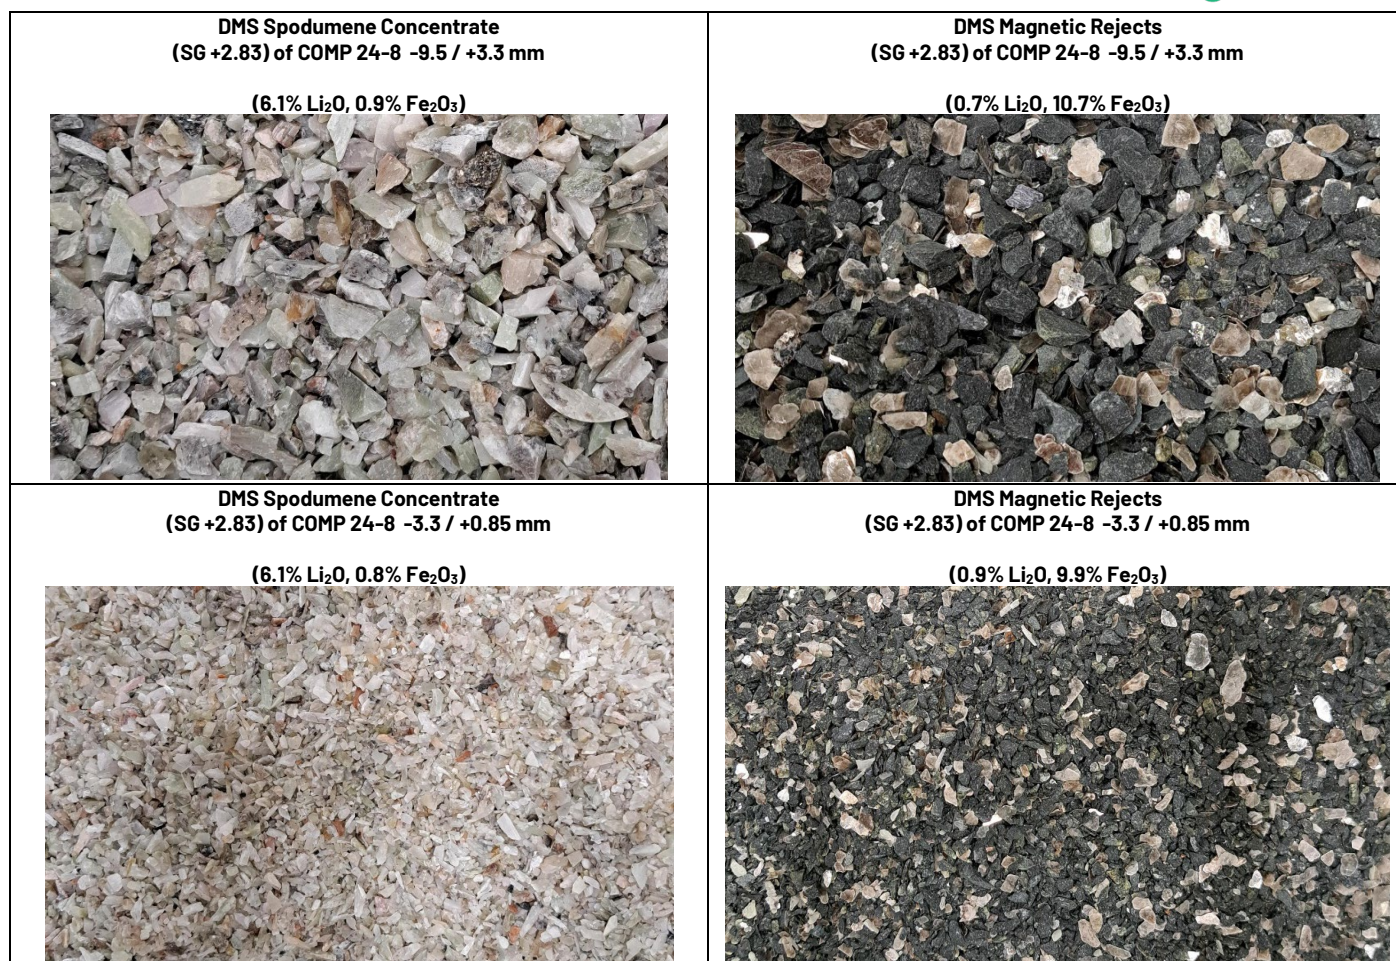 DMS Spodumene Concentrate
(SG +2.83) of COMP 24-8 -9.5 / +3.3 mm
(6.1% Li₂O, 0.9% Fe₂O₃)
DMS Magnetic Rejects
(SG +2.83) of COMP 24-8 -9.5 / +3.3 mm
(0.7% Li₂O, 10.7% Fe₂O₃)
DMS Spodumene Concentrate
(SG +2.83) of COMP 24-8 -3.3 / +0.85 mm
(6.1% Li₂O, 0.8% Fe₂O₃)
DMS Magnetic Rejects
(SG +2.83) of COMP 24-8 -3.3 / +0.85 mm
(0.9% Li₂O, 9.9% Fe₂O₃)